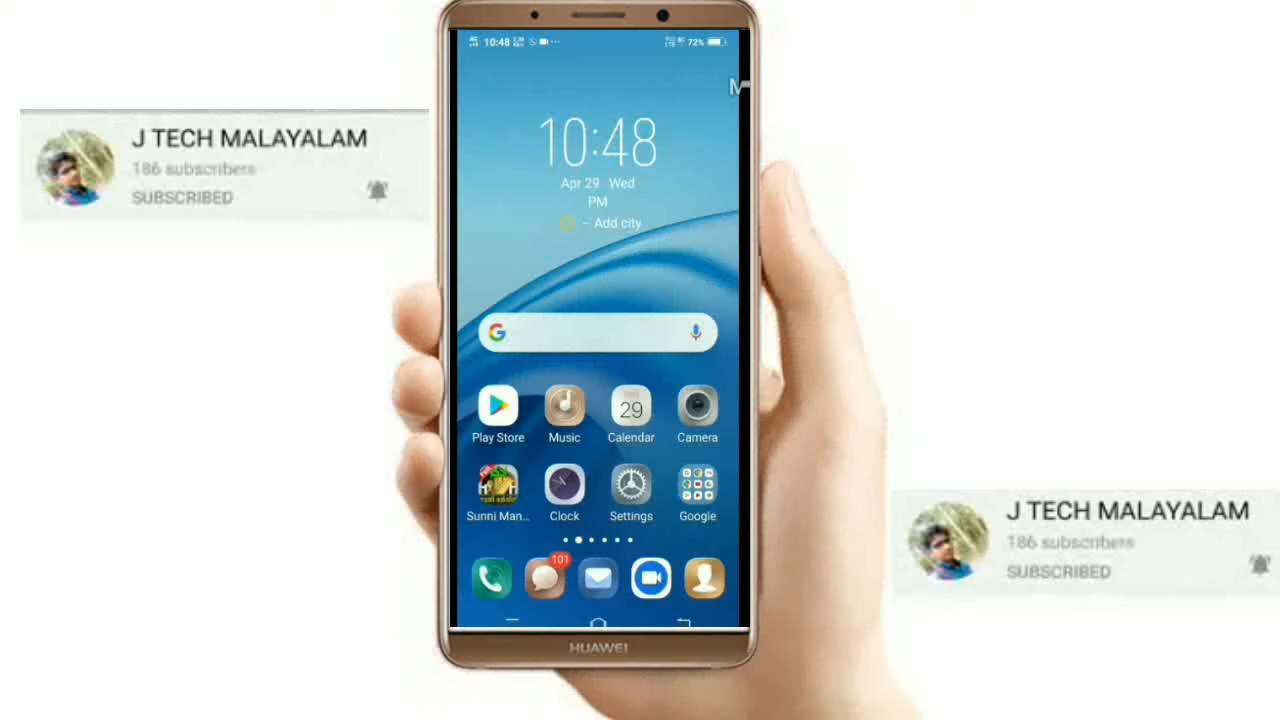 J TECH MALAYALAM
186 subscribers
SUBSCRIBED
10:48
72%
M
10:48
Apr 29 Wed
PM
- Add city
Play Store
Music
29
Calendar
Camera
Sunni Man..
Clock
Settings
Google
101
HUAWEI
J TECH MALAYALAM
186 subscribers
SUBSCRIBED